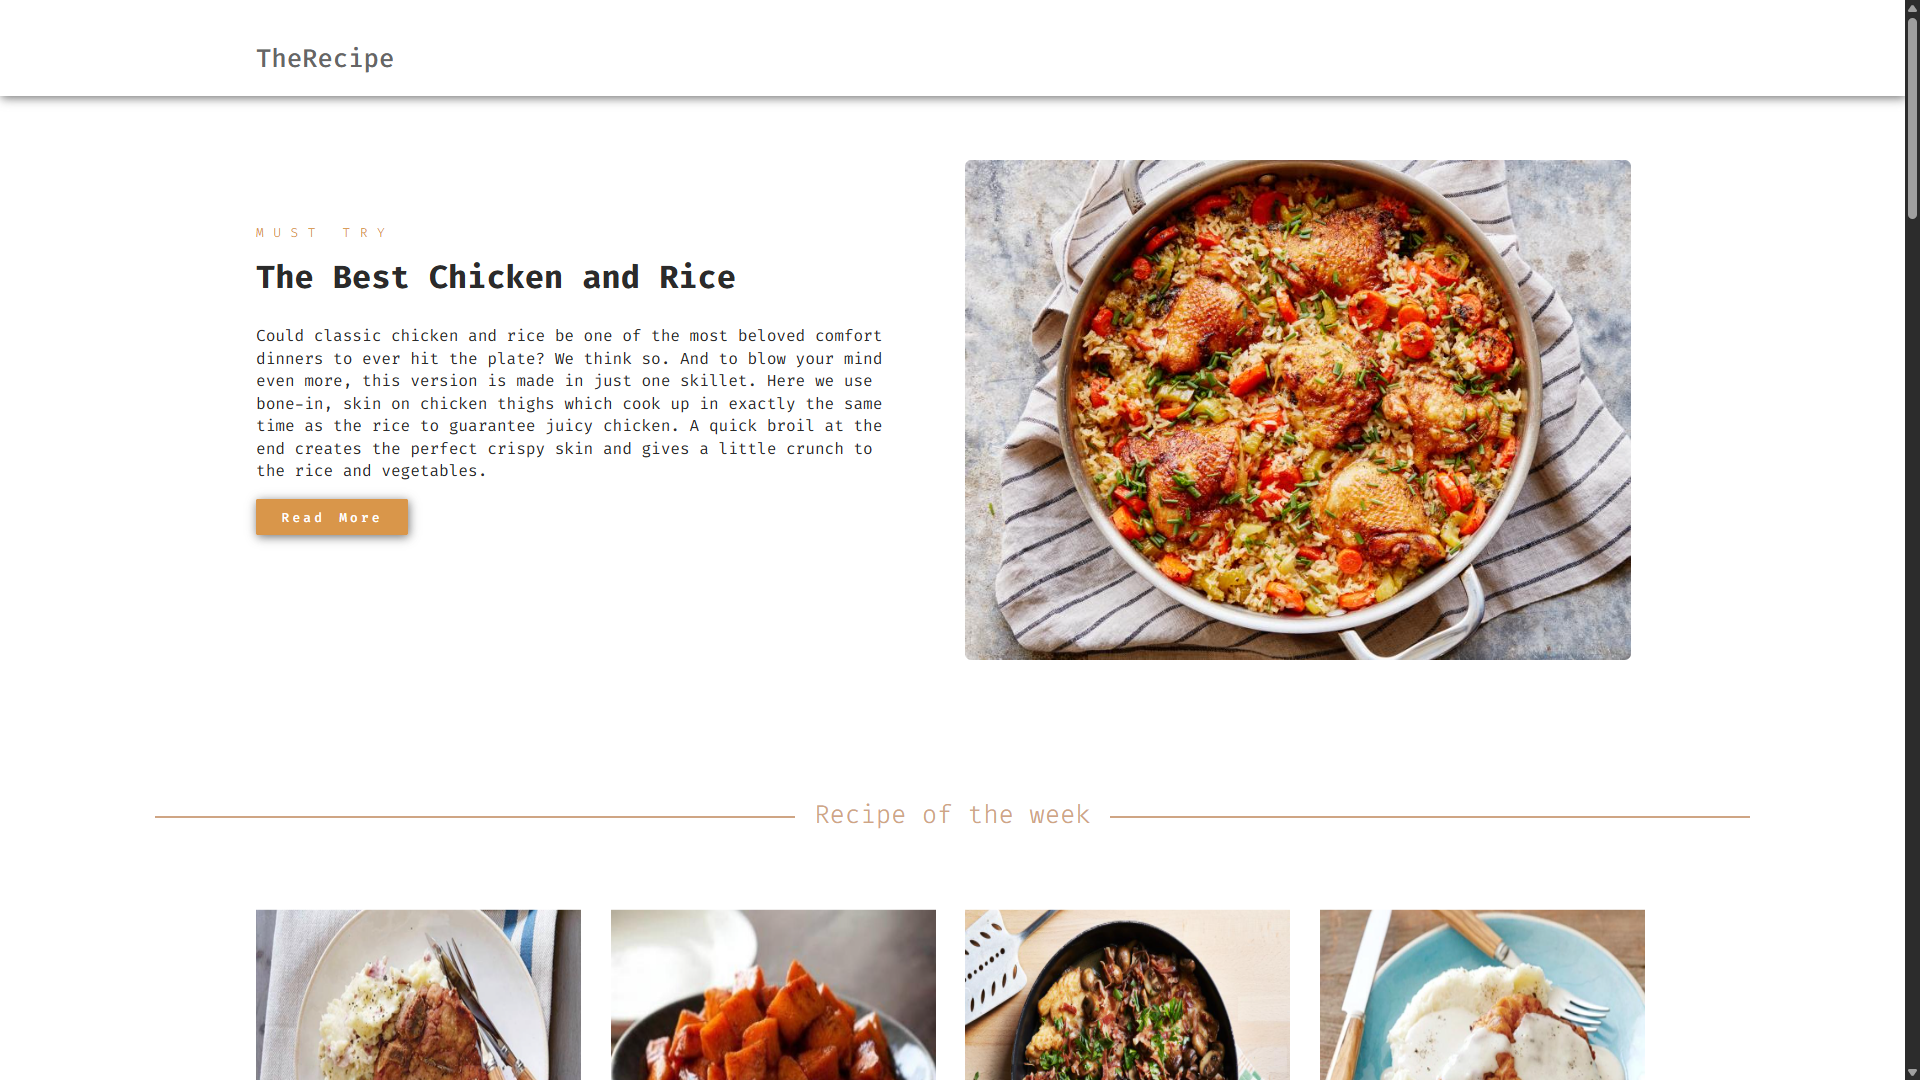 TheRecipe
MUST TRY
The Best Chicken and Rice
Could classic chicken and rice be one of the most beloved comfort
dinners to ever hit the plate? We think so. And to blow your mind
even more, this version is made in just one skillet. Here we use
bone-in, skin on chicken thighs which cook up in exactly the same
time as the rice to guarantee juicy chicken. A quick broil at the
end creates the perfect crispy skin and gives a little crunch to
the rice and vegetables.
Read More
Recipe of the week